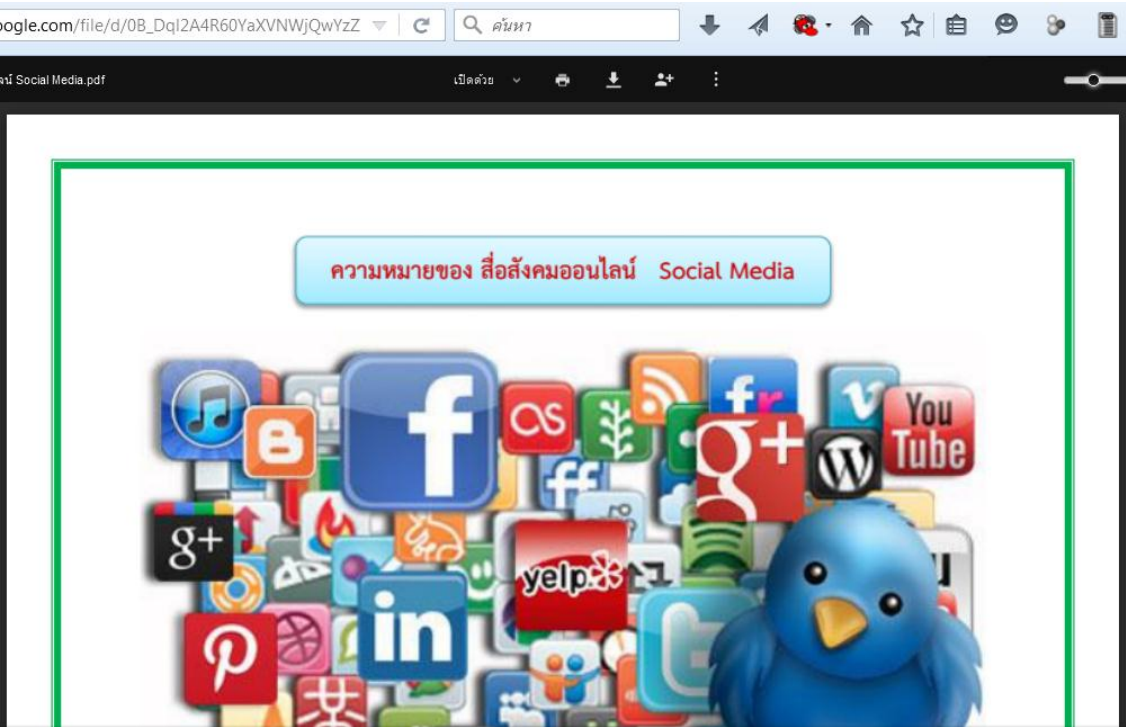 oogle.com/file/d/0B_DqI2A4R60YaXVNWjQwYzZ
ค้นหา
Social Media.pdf
เปิดด้วย
ความหมายของ สื่อสังคมออนไลน์ Social Media
f
fr
You
Tube
g+
W
B
ff
g+
yelp
in
t